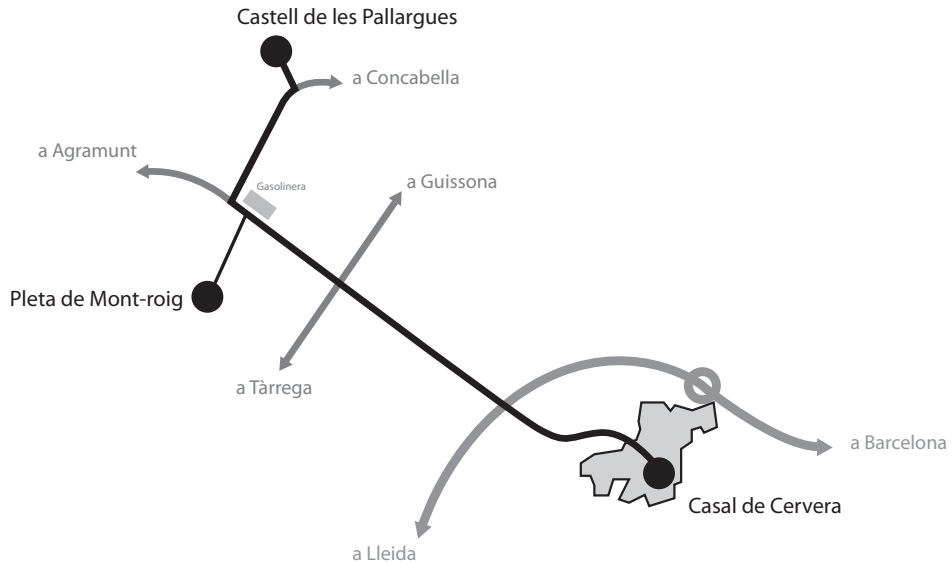 Castell de les Pallargues
a Concabella
a Agramunt
Gasolinera
a Guissona
Pleta de Mont-roig
a Tàrrega
a Barcelona
Casal de Cervera
a Lleida